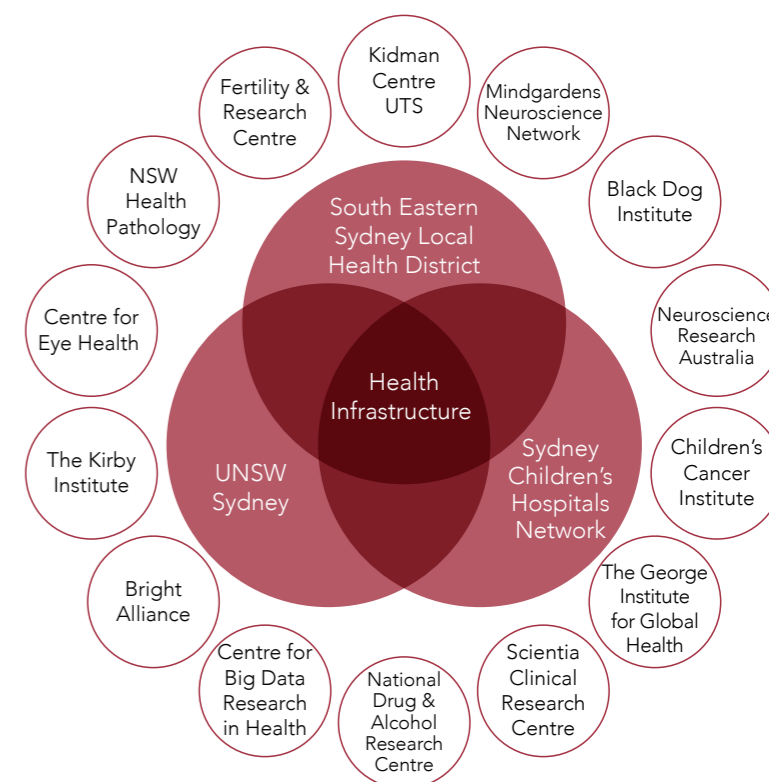 Kidman
Centre
UTS
Mindgardens
Neuroscience
Network
Black Dog
Institute
Neuroscience
Research
Australia
Children's
Cancer
Institute
The George
Institute
for Global
Health
Scientia
Clinical
Research
Centre
National
Drug &
Alcohol
Research
Centre
Centre for
Big Data
Research
in Health
Bright
Alliance
The Kirby
Institute
Centre for
Eye Health
NSW
Health
Pathology
Fertility &
Research
Centre
South Eastern
Sydney Local
Health District
Health
Infrastructure
UNSW
Sydney
Sydney
Children's
Hospitals
Network